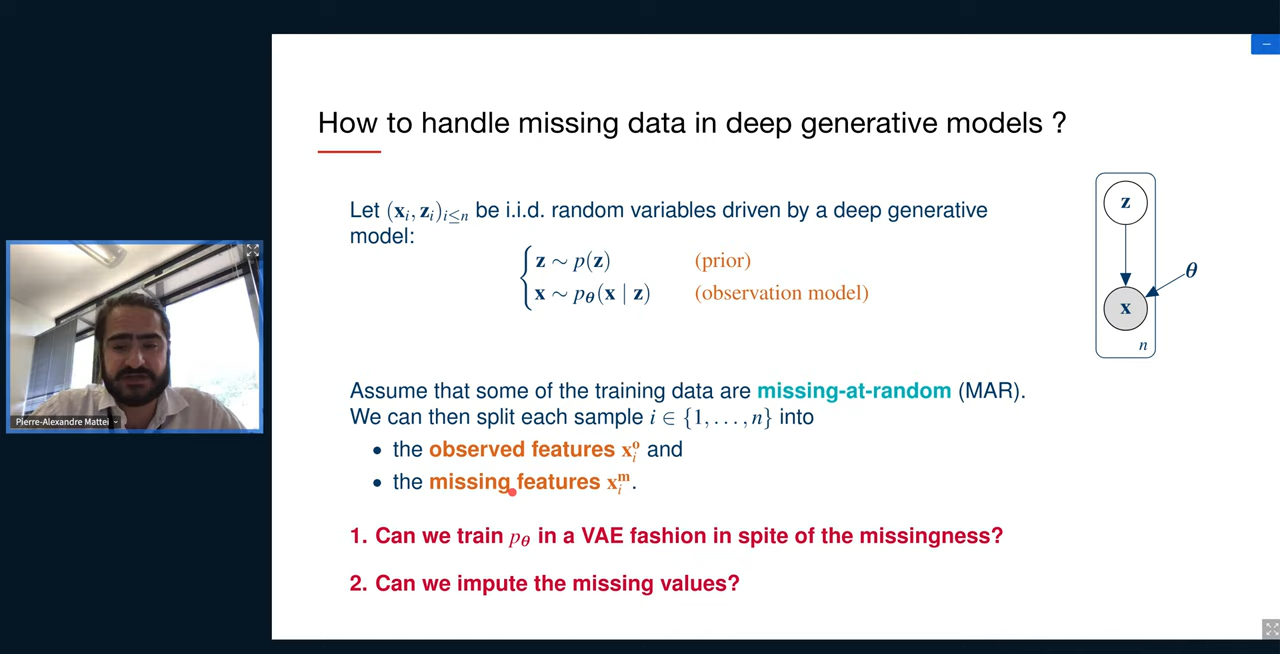 How to handle missing data in deep generative models ?
Let (xᵢ, zᵢ)ᵢ≤ₙ be i.i.d. random variables driven by a deep generative
model:
z ∼ p(z) (prior)
x ∼ p_θ(x | z) (observation model)
z
θ
x
n
Assume that some of the training data are missing-at-random (MAR).
We can then split each sample i ∈ {1, . . . , n} into
• the observed features xᵢᵒ and
• the missing features xᵢᵐ.
1. Can we train p_θ in a VAE fashion in spite of the missingness?
2. Can we impute the missing values?
Pierre-Alexandre Mattei